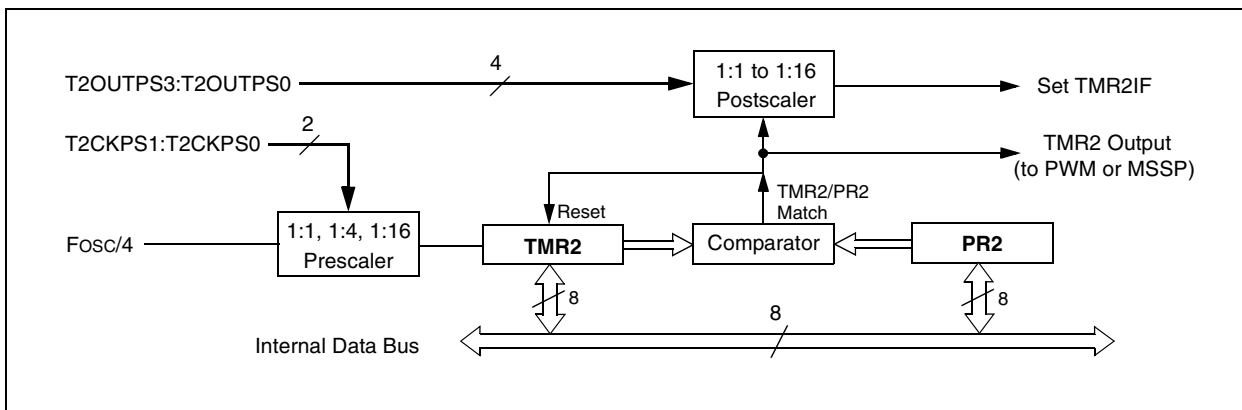 T2OUTPS3:T2OUTPS0
4
1:1 to 1:16
Postscaler
Set TMR2IF
T2CKPS1:T2CKPS0
2
TMR2 Output
(to PWM or MSSP)
TMR2/PR2
Match
Reset
FOSC/4
1:1, 1:4, 1:16
Prescaler
TMR2
Comparator
PR2
8
8
8
Internal Data Bus